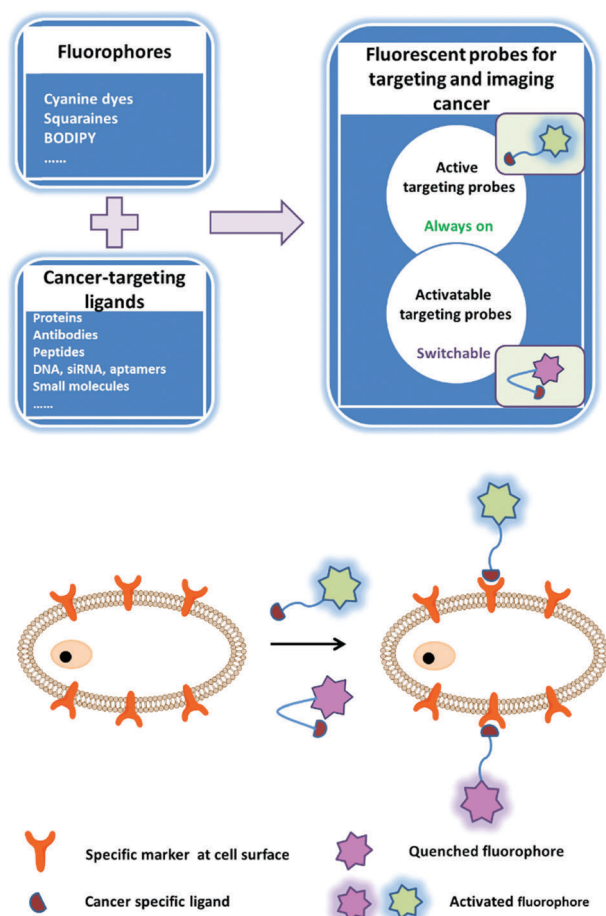 Fluorophores
Cyanine dyes
Squaraines
BODIPY
......
Cancer-targeting
ligands
Proteins
Antibodies
Peptides
DNA, siRNA, aptamers
Small molecules
......
Fluorescent probes for
targeting and imaging
cancer
Active
targeting probes
Always on
Activatable
targeting probes
Switchable
Specific marker at cell surface
Quenched fluorophore
Cancer specific ligand
Activated fluorophore